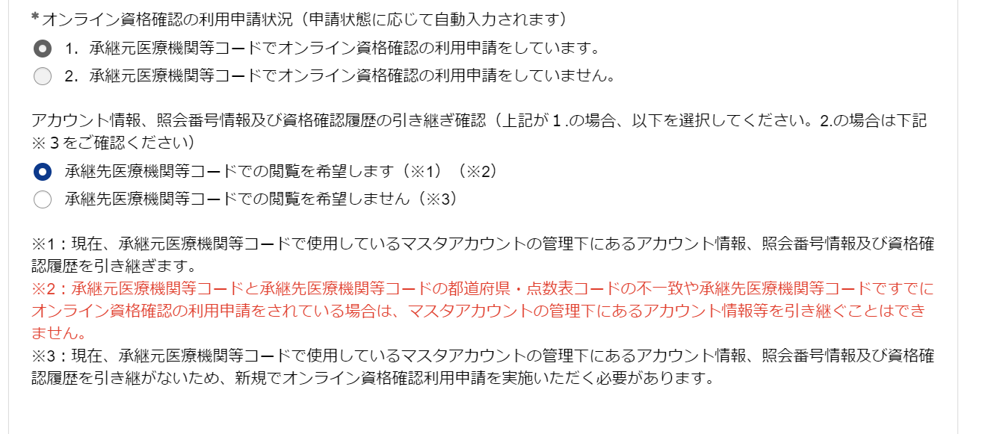 *オンライン資格確認の利用申請状況（申請状態に応じて自動入力されます）
1．承継元医療機関等コードでオンライン資格確認の利用申請をしています。
2．承継元医療機関等コードでオンライン資格確認の利用申請をしていません。
アカウント情報、照会番号情報及び資格確認履歴の引き継ぎ確認（上記が１.の場合、以下を選択してください。2.の場合は下記
※３をご確認ください）
承継先医療機関等コードでの閲覧を希望します（※1）（※2）
承継先医療機関等コードでの閲覧を希望しません（※3）
※1：現在、承継元医療機関等コードで使用しているマスタアカウントの管理下にあるアカウント情報、照会番号情報及び資格確
認履歴を引き継ぎます。
※2：承継元医療機関等コードと承継先医療機関等コードの都道府県・点数表コードの不一致や承継先医療機関等コードですでに
オンライン資格確認の利用申請をされている場合は、マスタアカウントの管理下にあるアカウント情報等を引き継ぐことはでき
ません。
※3：現在、承継元医療機関等コードで使用しているマスタアカウントの管理下にあるアカウント情報、照会番号情報及び資格確
認履歴を引き継がないため、新規でオンライン資格確認利用申請を実施いただく必要があります。